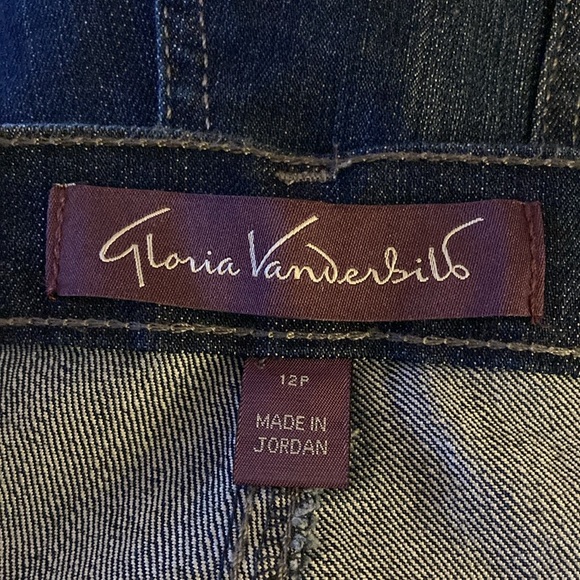 Gloria Vanderbilt
12P
MADE IN
JORDAN